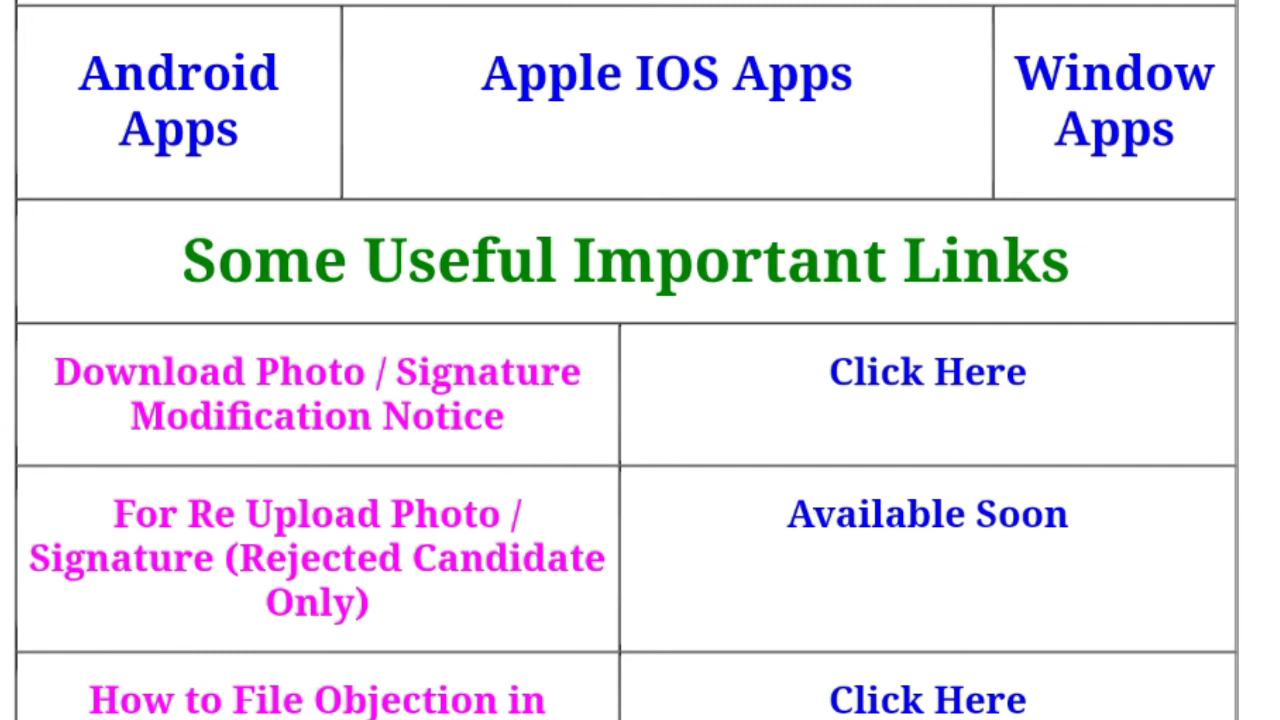 Android
Apps
Apple IOS Apps
Window
Apps
Some Useful Important Links
Download Photo / Signature
Modification Notice
Click Here
For Re Upload Photo /
Signature (Rejected Candidate
Only)
Available Soon
How to File Objection in
Click Here